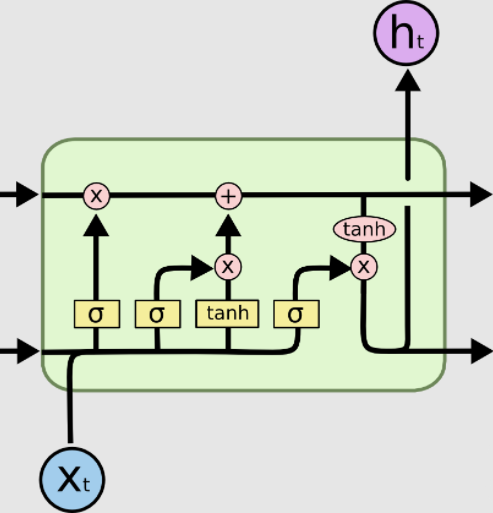 ht
x +
tanh
x x
σ σ tanh σ
Xt